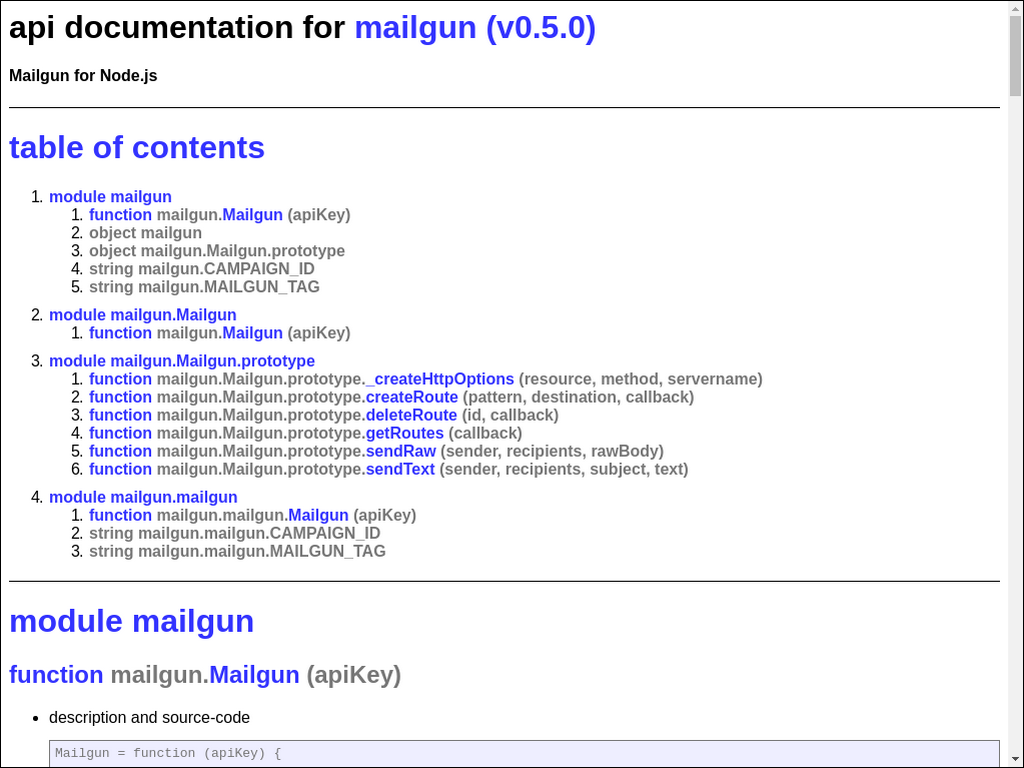 api documentation for mailgun (v0.5.0)
Mailgun for Node.js
table of contents
1. module mailgun
1. function mailgun.Mailgun (apiKey)
2. object mailgun
3. object mailgun.Mailgun.prototype
4. string mailgun.CAMPAIGN_ID
5. string mailgun.MAILGUN_TAG
2. module mailgun.Mailgun
1. function mailgun.Mailgun (apiKey)
3. module mailgun.Mailgun.prototype
1. function mailgun.Mailgun.prototype._createHttpOptions (resource, method, servername)
2. function mailgun.Mailgun.prototype.createRoute (pattern, destination, callback)
3. function mailgun.Mailgun.prototype.deleteRoute (id, callback)
4. function mailgun.Mailgun.prototype.getRoutes (callback)
5. function mailgun.Mailgun.prototype.sendRaw (sender, recipients, rawBody)
6. function mailgun.Mailgun.prototype.sendText (sender, recipients, subject, text)
4. module mailgun.mailgun
1. function mailgun.mailgun.Mailgun (apiKey)
2. string mailgun.mailgun.CAMPAIGN_ID
3. string mailgun.mailgun.MAILGUN_TAG
module mailgun
function mailgun.Mailgun (apiKey)
• description and source-code
Mailgun = function (apiKey) {